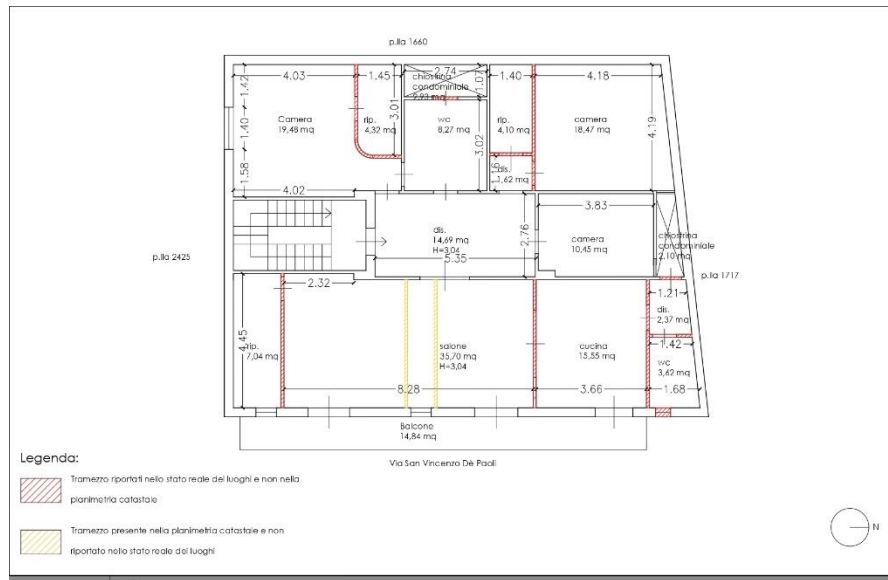 p.lla 1660
4.03
1.45
2.74
1.07
1.40
4.18
1.42
chiostrina
condominiale
2,93 mq
Camera
19,48 mq
rip.
4,32 mq
3.01
wc
8,27 mq
rip.
4,10 mq
camera
18,47 mq
4.19
1.40
3.02
1.58
1.16
dis.
1,62 mq
4.02
3.83
dis.
14,69 mq
H=3,04
2.76
camera
10,45 mq
chiostrina
condominiale
2,10 mq
p.lla 2425
5.35
p.lla 1717
2.32
1.21
dis.
2,37 mq
4.45
rip.
7,04 mq
salone
35,70 mq
H=3,04
cucina
15,55 mq
1.42
wc
3,62 mq
8.28
3.66
1.68
Balcone
14,84 mq
Via San Vincenzo Dè Paoli
Legenda:
Tramezzo riportati nello stato reale dei luoghi e non nella
planimetria catastale
Tramezzo presente nella planimetria catastale e non
riportato nello stato reale dei luoghi
N